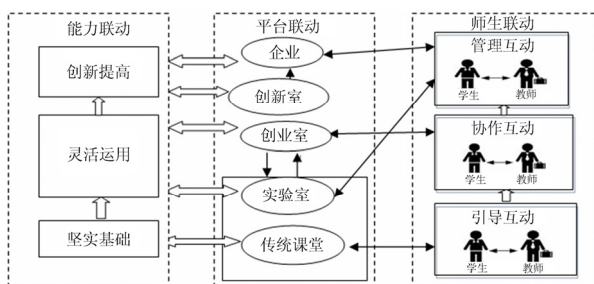 能力联动
创新提高
灵活运用
坚实基础
平台联动
企业
创新室
创业室
实验室
传统课堂
师生联动
管理互动
学生
教师
协作互动
学生
教师
引导互动
学生
教师